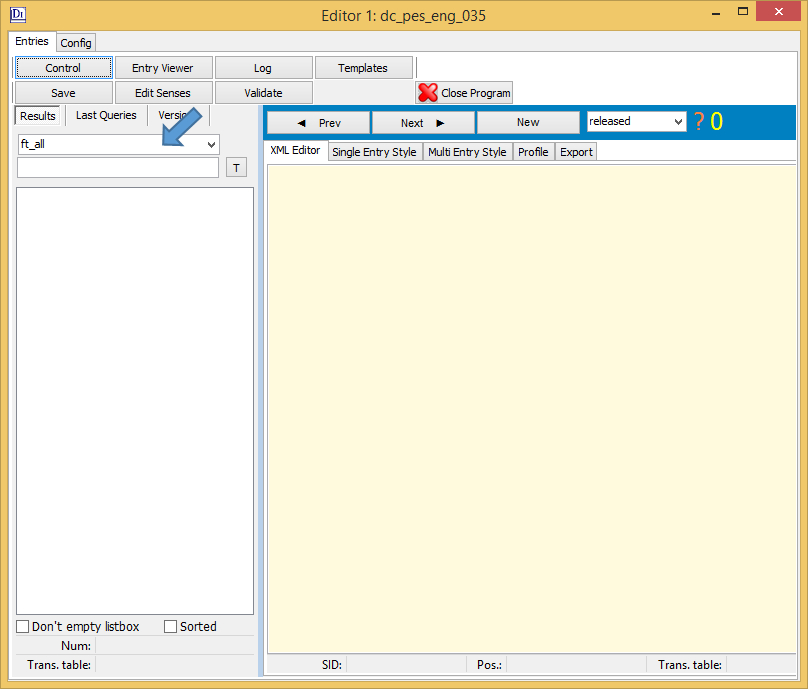 Editor 1: dc_pes_eng_035
Entries Config
Control Entry Viewer Log Templates
Save Edit Senses Validate Close Program
Results Last Queries
ft_all
T
Prev Next New released ? 0
XML Editor Single Entry Style Multi Entry Style Profile Export
Don't empty listbox Sorted
Num:
Trans. table:
SID: Pos.: Trans. table: